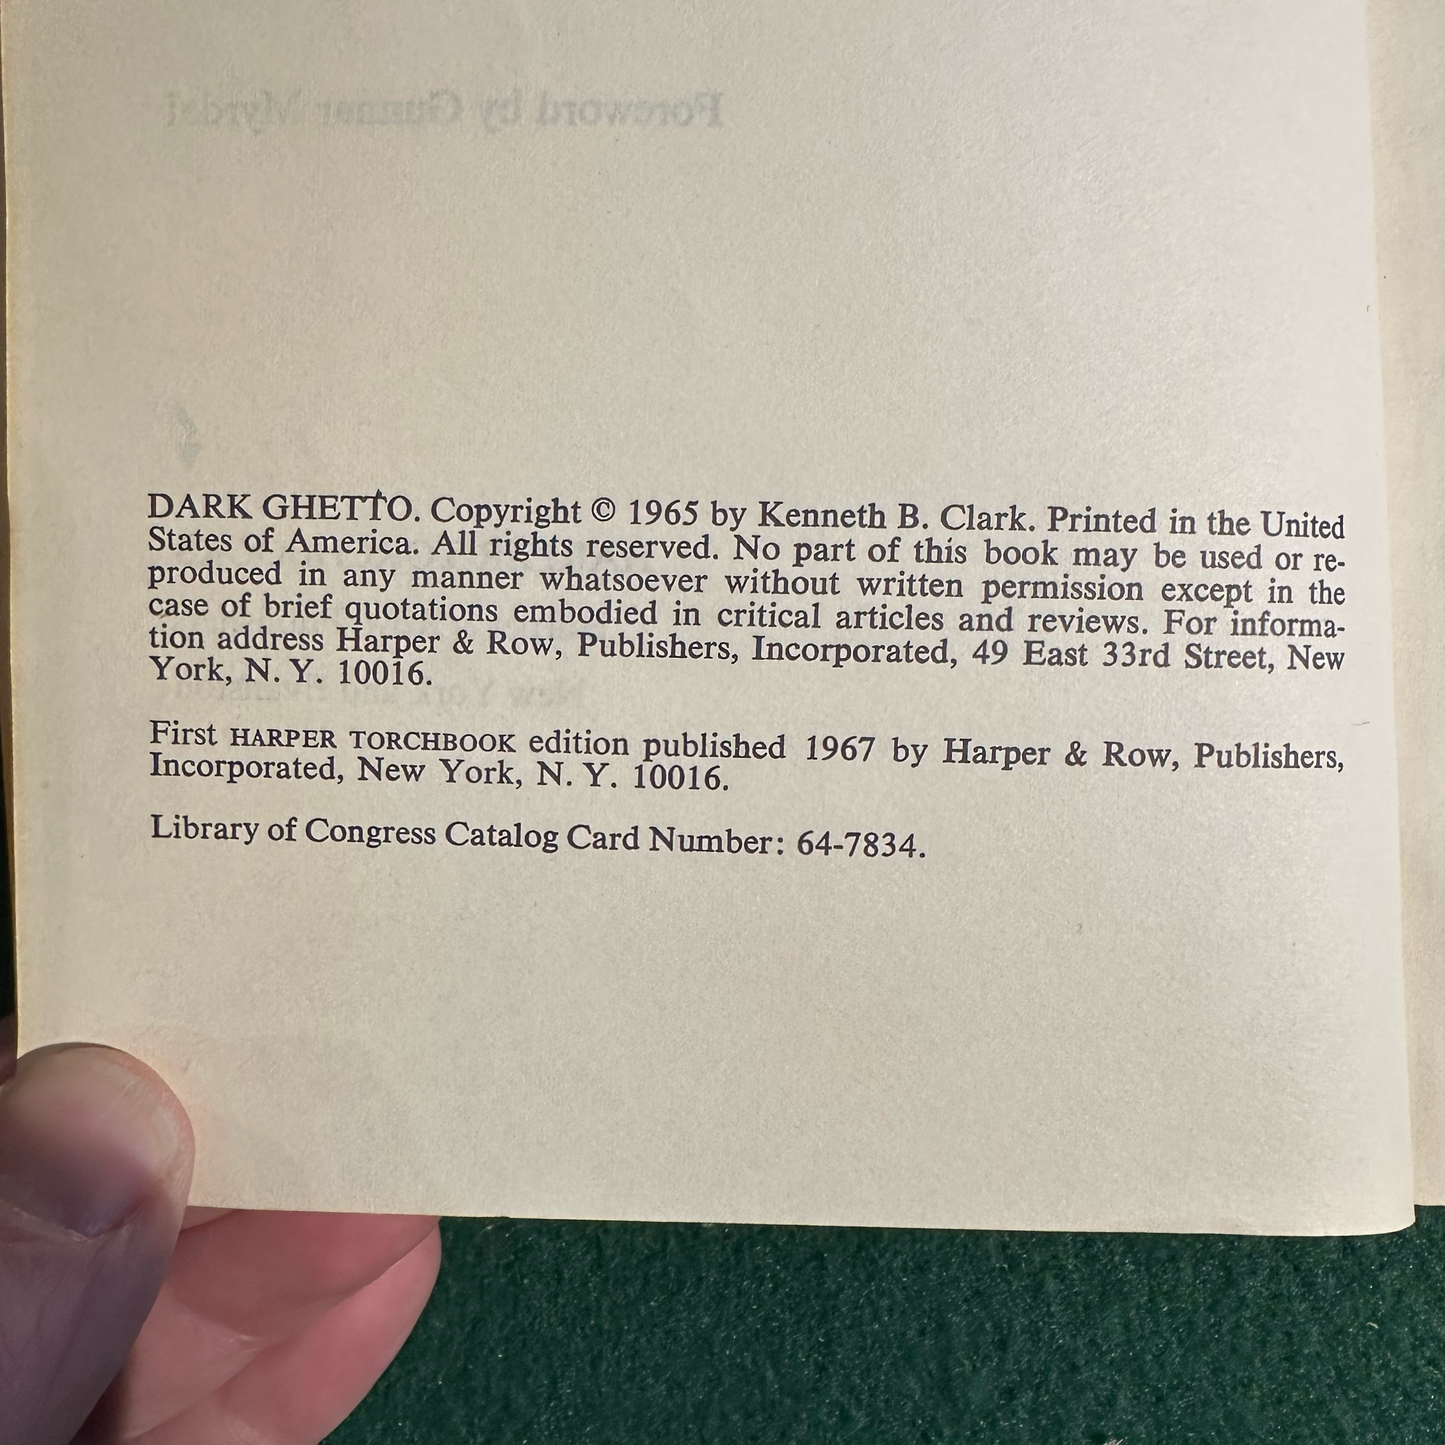 Foreword by Gunnar Myrdal
DARK GHETTO. Copyright © 1965 by Kenneth B. Clark. Printed in the United
States of America. All rights reserved. No part of this book may be used or re-
produced in any manner whatsoever without written permission except in the
case of brief quotations embodied in critical articles and reviews. For informa-
tion address Harper & Row, Publishers, Incorporated, 49 East 33rd Street, New
York, N. Y. 10016.
First HARPER TORCHBOOK edition published 1967 by Harper & Row, Publishers,
Incorporated, New York, N. Y. 10016.
Library of Congress Catalog Card Number: 64-7834.